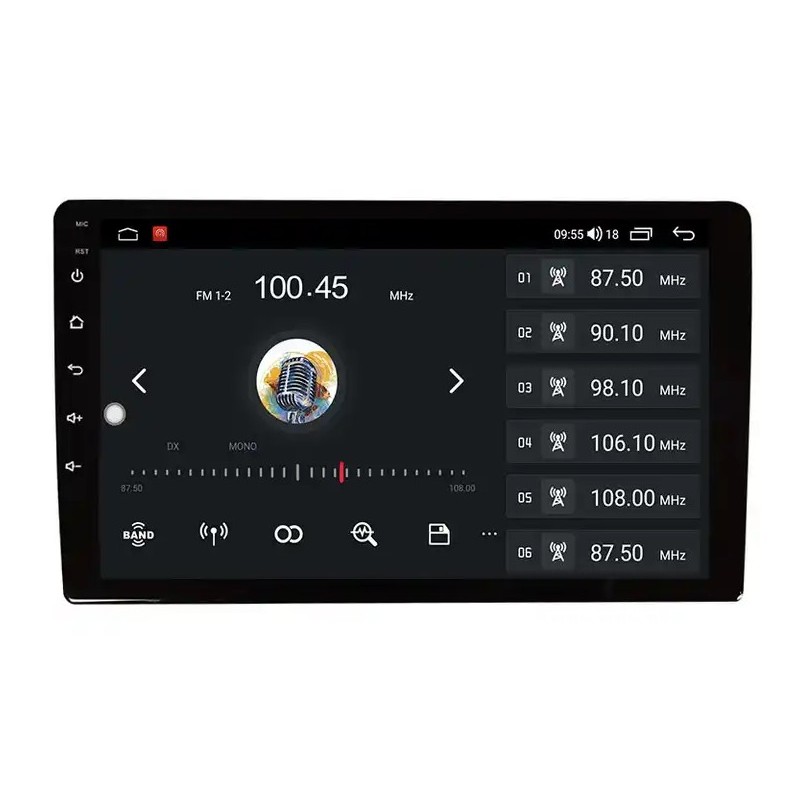 MIC
RST
09:55 18
FM 1-2 100.45 MHz
DX MONO
87.50 108.00
BAND
01 87.50 MHz
02 90.10 MHz
03 98.10 MHz
04 106.10 MHz
05 108.00 MHz
06 87.50 MHz